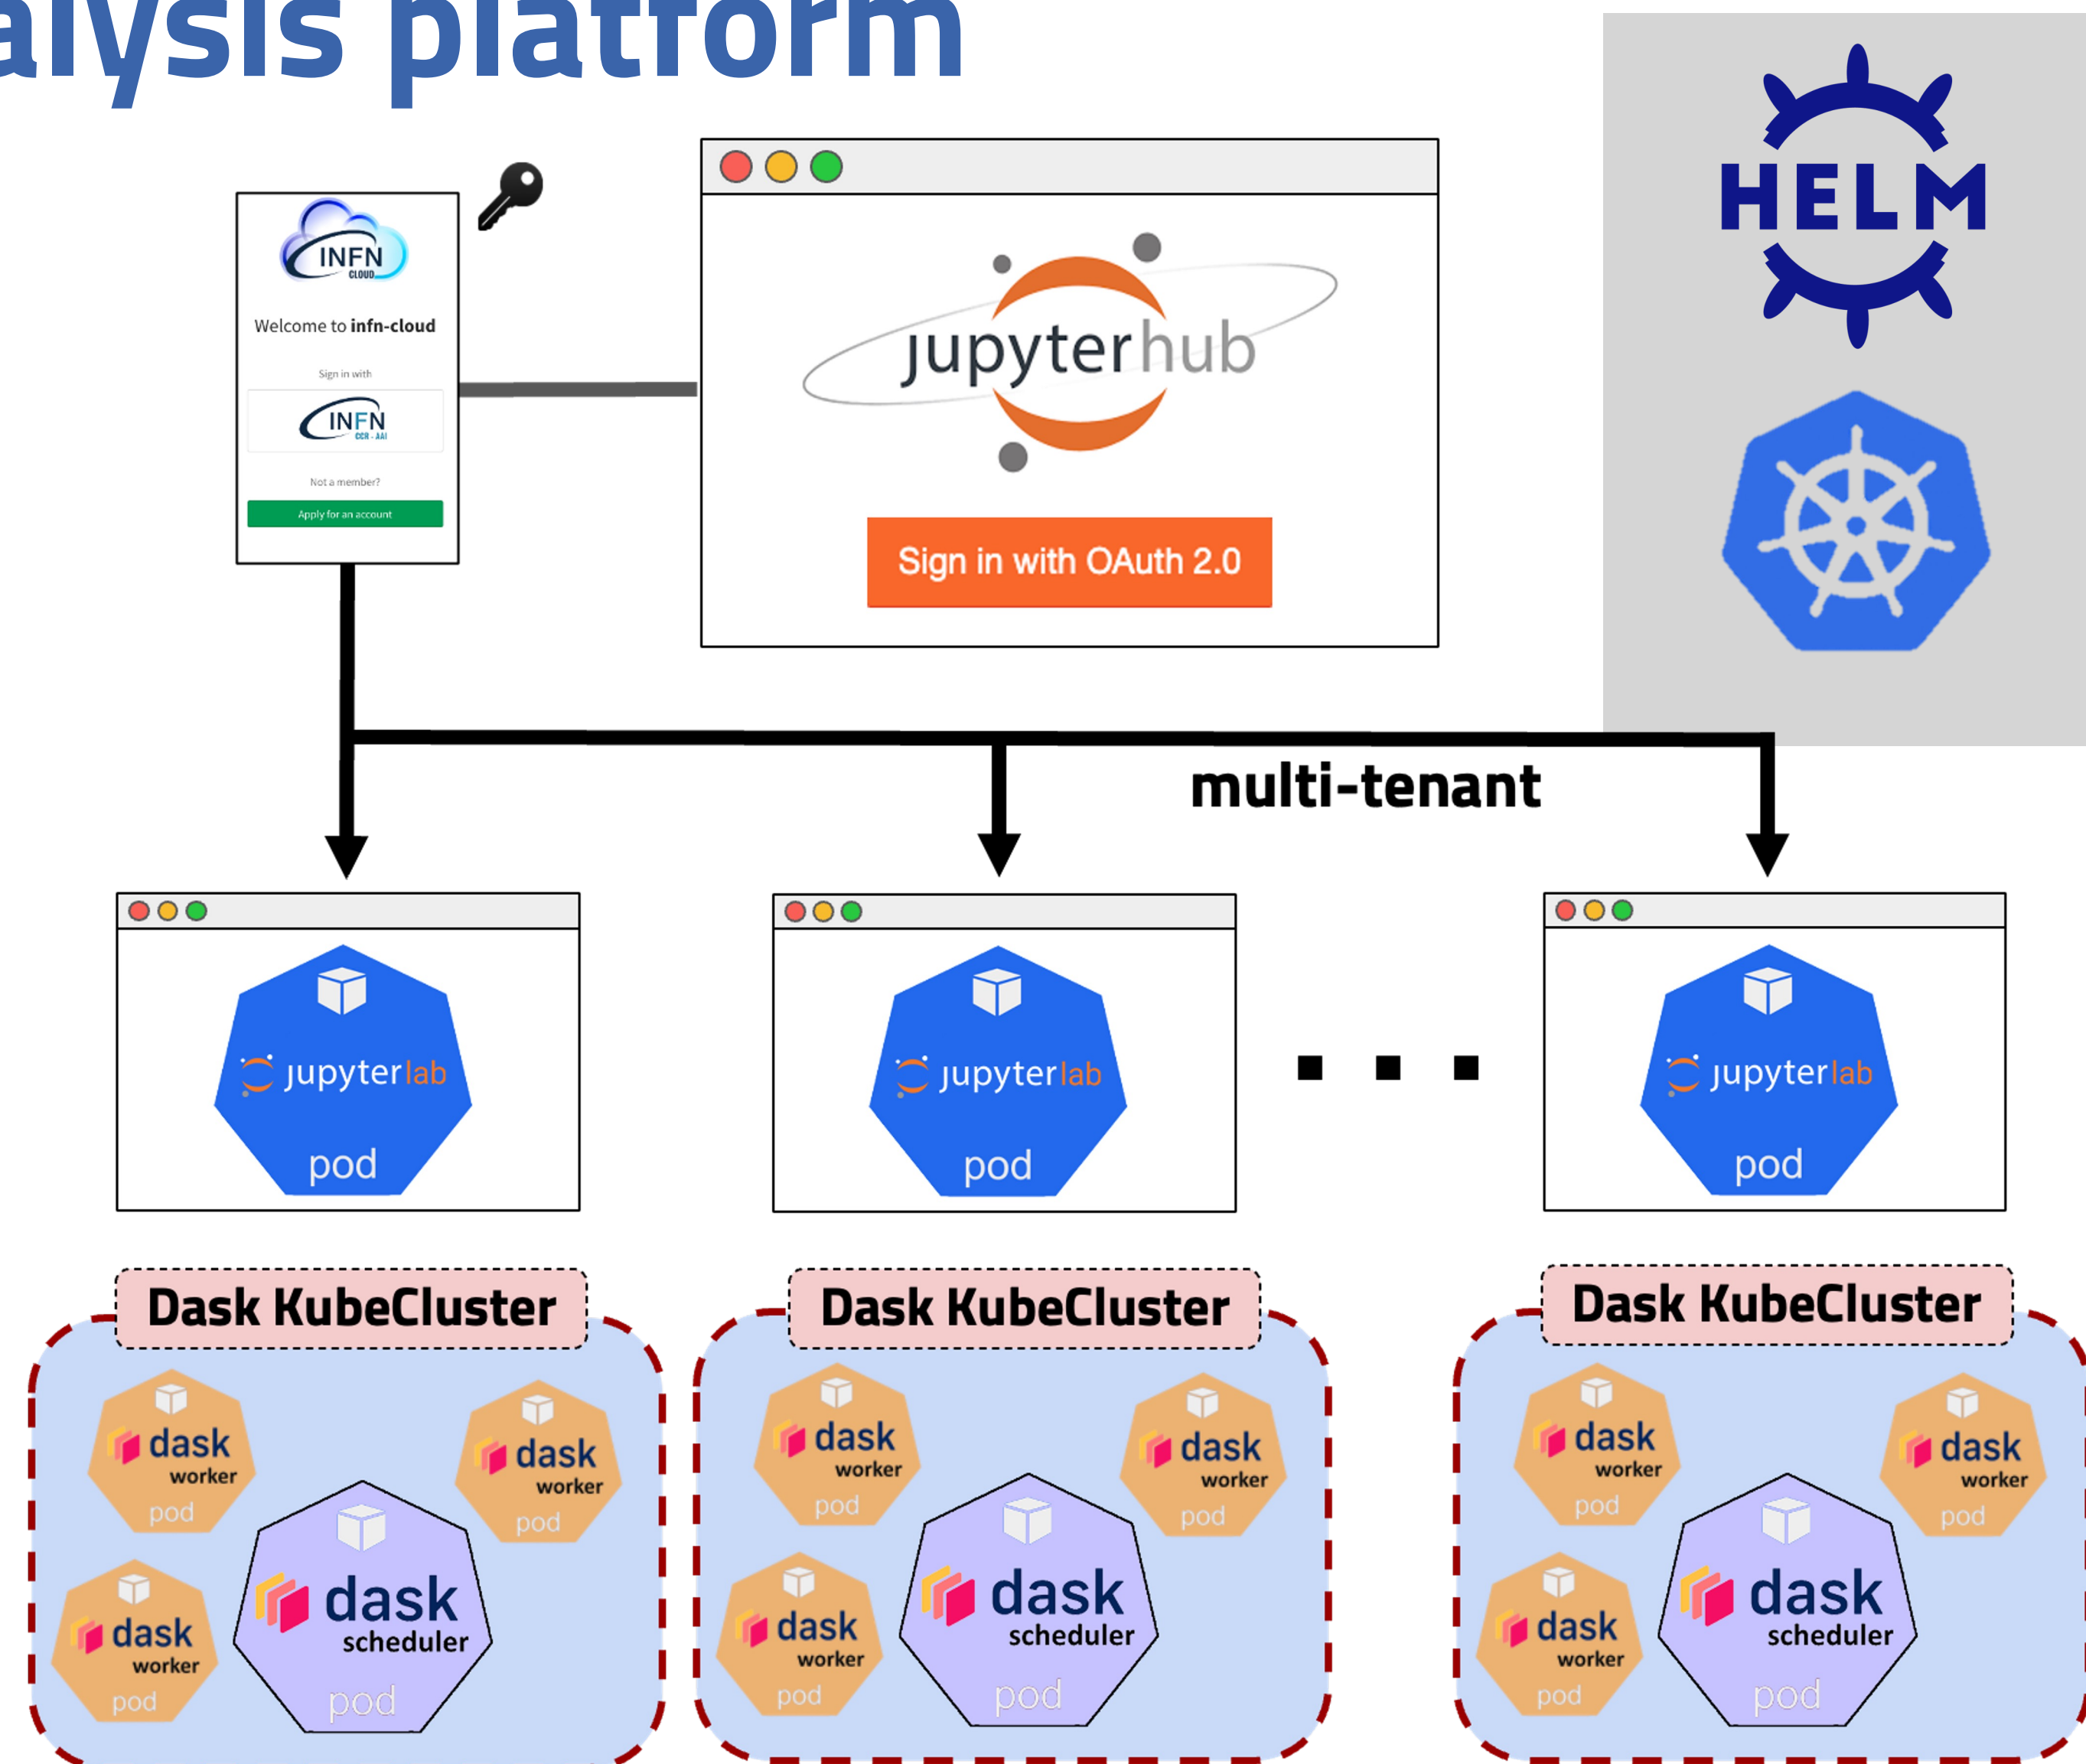 alysis platform
INFN
CLOUD
Welcome to infn-cloud
Sign in with
INFN
CCR - AAI
Not a member?
Apply for an account
jupyterhub
Sign in with OAuth 2.0
HELM
multi-tenant
jupyterlab
pod
jupyterlab
pod
jupyterlab
pod
Dask KubeCluster
dask
worker
pod
dask
worker
pod
dask
worker
pod
dask
scheduler
pod
Dask KubeCluster
dask
worker
pod
dask
worker
pod
dask
worker
pod
dask
scheduler
pod
Dask KubeCluster
dask
worker
pod
dask
worker
pod
dask
worker
pod
dask
scheduler
pod